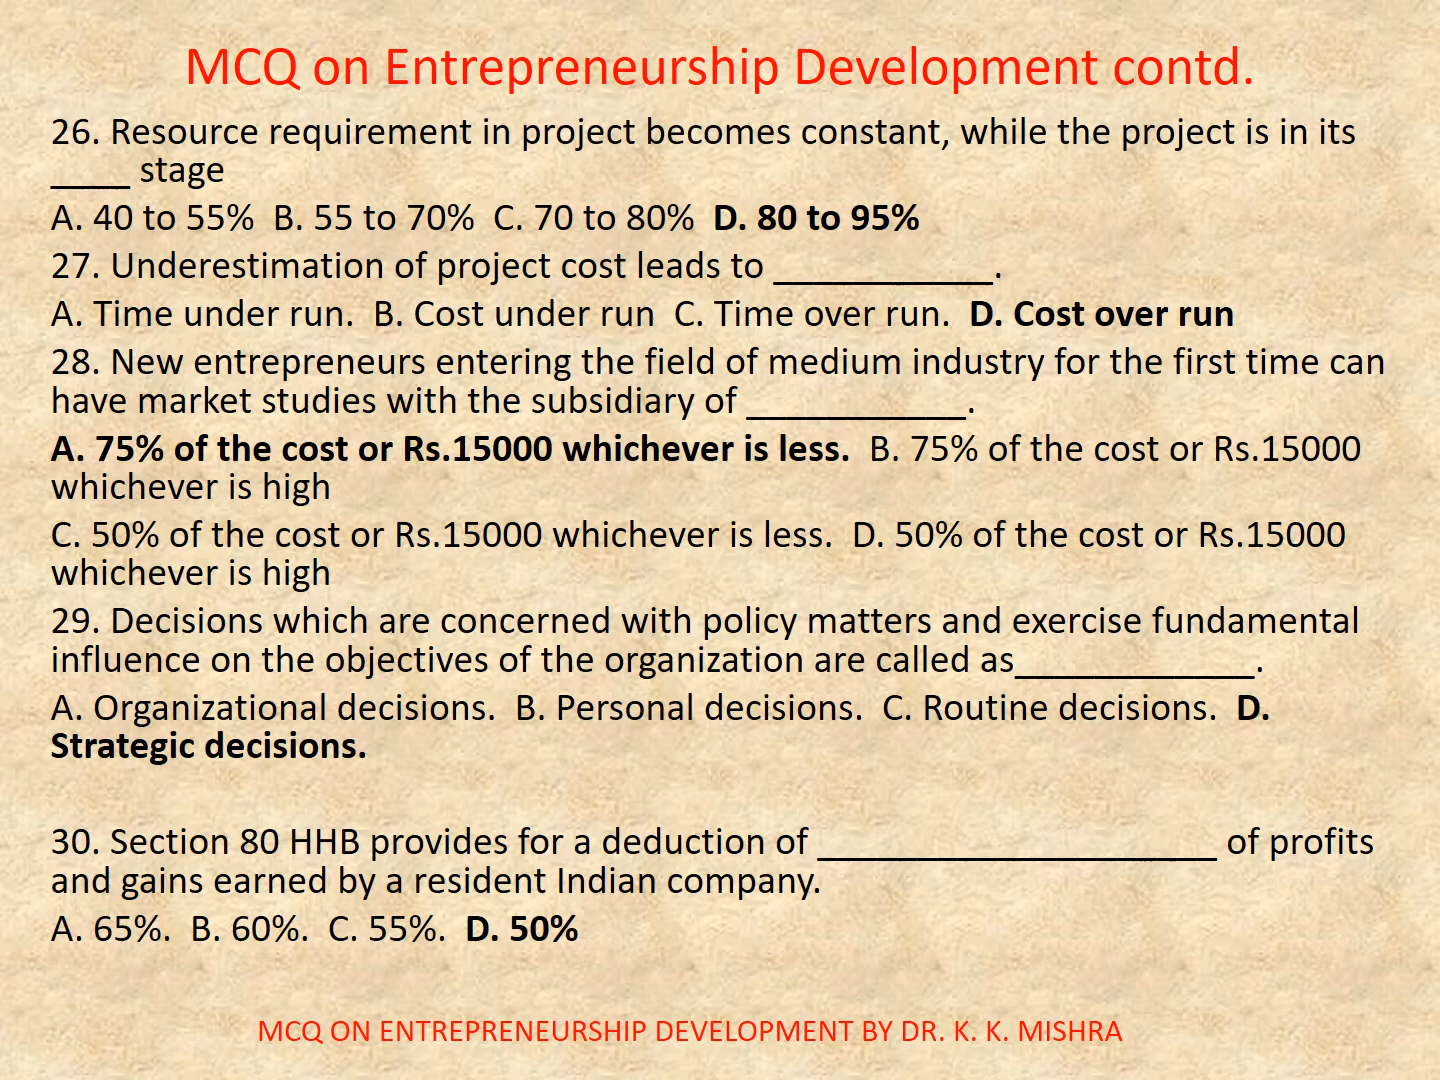 MCQ on Entrepreneurship Development contd.
26. Resource requirement in project becomes constant, while the project is in its
____ stage
A. 40 to 55%  B. 55 to 70%  C. 70 to 80%  D. 80 to 95%
27. Underestimation of project cost leads to ___________.
A. Time under run.  B. Cost under run  C. Time over run.  D. Cost over run
28. New entrepreneurs entering the field of medium industry for the first time can
have market studies with the subsidiary of ___________.
A. 75% of the cost or Rs.15000 whichever is less.  B. 75% of the cost or Rs.15000
whichever is high
C. 50% of the cost or Rs.15000 whichever is less.  D. 50% of the cost or Rs.15000
whichever is high
29. Decisions which are concerned with policy matters and exercise fundamental
influence on the objectives of the organization are called as____________.
A. Organizational decisions.  B. Personal decisions.  C. Routine decisions.  D.
Strategic decisions.
30. Section 80 HHB provides for a deduction of ____________________ of profits
and gains earned by a resident Indian company.
A. 65%.  B. 60%.  C. 55%.  D. 50%
MCQ ON ENTREPRENEURSHIP DEVELOPMENT BY DR. K. K. MISHRA